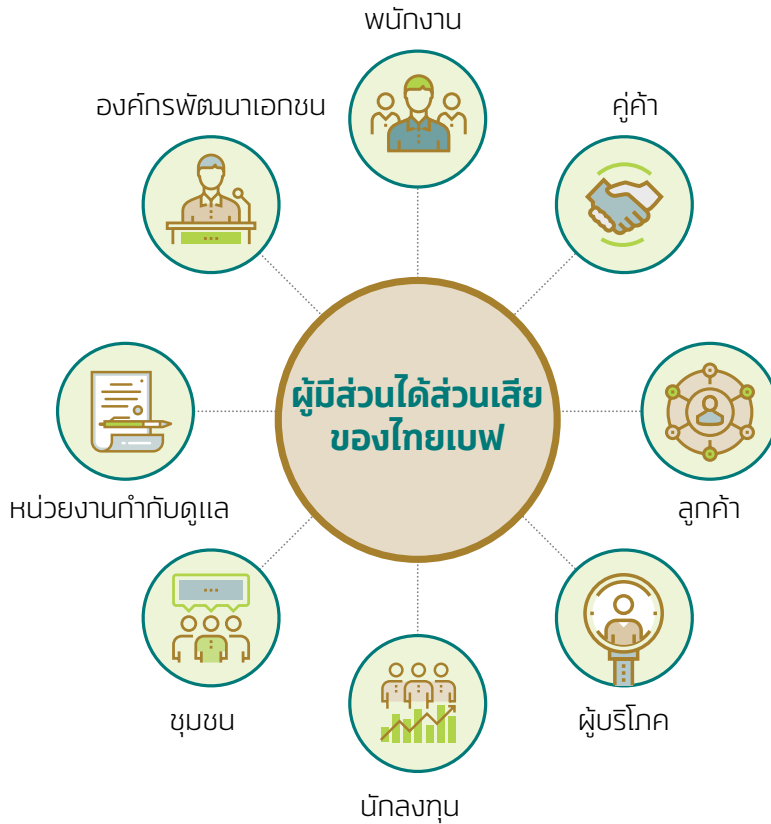 พนักงาน
องค์กรพัฒนาเอกชน
คู่ค้า
ผู้มีส่วนได้ส่วนเสีย
ของไทยเบฟ
หน่วยงานกำกับดูแล
ลูกค้า
ชุมชน
ผู้บริโภค
นักลงทุน